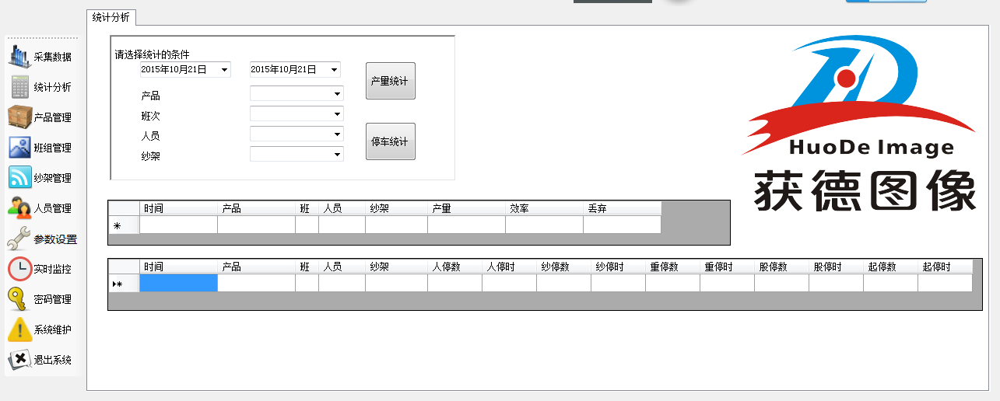 统计分析
采集数据
统计分析
产品管理
班组管理
纱架管理
人员管理
参数设置
实时监控
密码管理
系统维护
退出系统
请选择统计的条件
2015年10月21日 2015年10月21日
产品
班次
人员
纱架
产量统计
停车统计
HuoDe Image
获德图像
时间 产品 班 人员 纱架 产量 效率 丢弃
时间 产品 班 人员 纱架 人停数 人停时 纱停数 纱停时 重停数 重停时 股停数 股停时 起停数 起停时